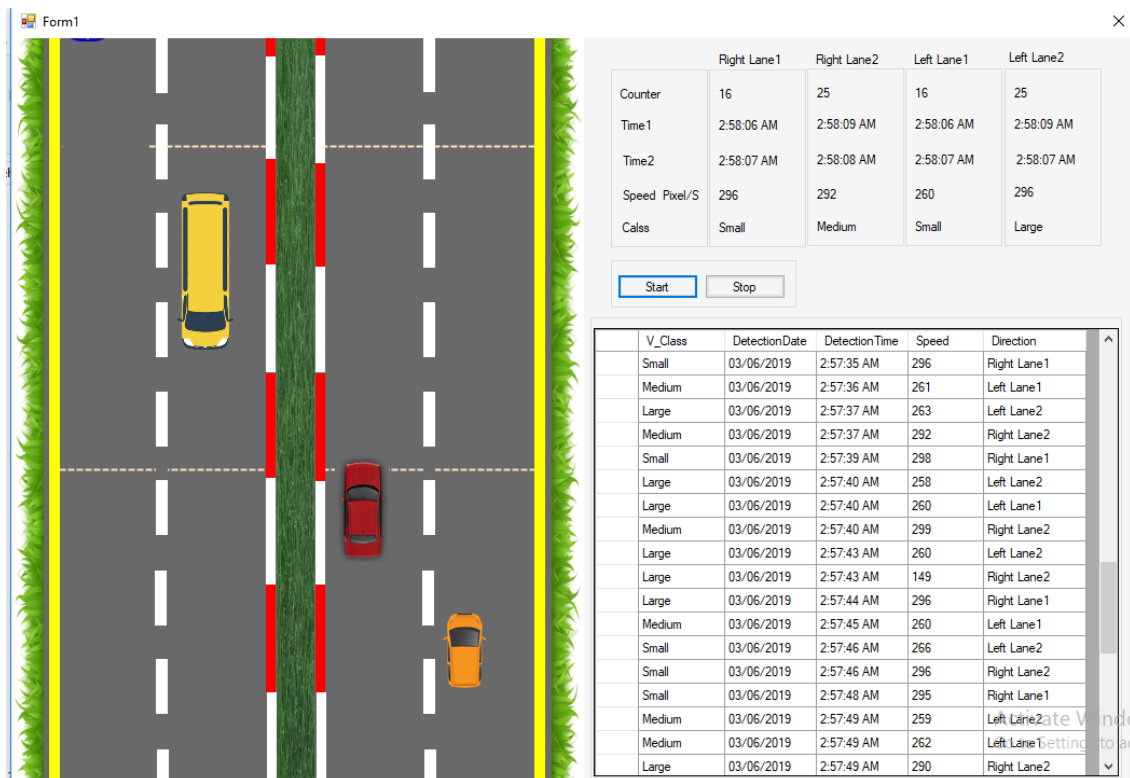 Form1
Right Lane1 Right Lane2 Left Lane1 Left Lane2
Counter 16 25 16 25
Time1 2:58:06 AM 2:58:09 AM 2:58:06 AM 2:58:09 AM
Time2 2:58:07 AM 2:58:08 AM 2:58:07 AM 2:58:07 AM
Speed Pixel/S 296 292 260 296
Calss Small Medium Small Large
Start Stop
V_Class DetectionDate DetectionTime Speed Direction
Small 03/06/2019 2:57:35 AM 296 Right Lane1
Medium 03/06/2019 2:57:36 AM 261 Left Lane1
Large 03/06/2019 2:57:37 AM 263 Left Lane2
Medium 03/06/2019 2:57:37 AM 292 Right Lane2
Small 03/06/2019 2:57:39 AM 298 Right Lane1
Large 03/06/2019 2:57:40 AM 258 Left Lane2
Large 03/06/2019 2:57:40 AM 260 Left Lane1
Medium 03/06/2019 2:57:40 AM 299 Right Lane2
Large 03/06/2019 2:57:43 AM 260 Left Lane2
Large 03/06/2019 2:57:43 AM 149 Right Lane2
Large 03/06/2019 2:57:44 AM 296 Right Lane1
Medium 03/06/2019 2:57:45 AM 260 Left Lane1
Small 03/06/2019 2:57:46 AM 266 Left Lane2
Small 03/06/2019 2:57:46 AM 296 Right Lane2
Small 03/06/2019 2:57:48 AM 295 Right Lane1
Medium 03/06/2019 2:57:49 AM 259 Left Lane2
Activate Windo
Medium 03/06/2019 2:57:49 AM 262 Left Lane1
Setting to a
Large 03/06/2019 2:57:49 AM 290 Right Lane2